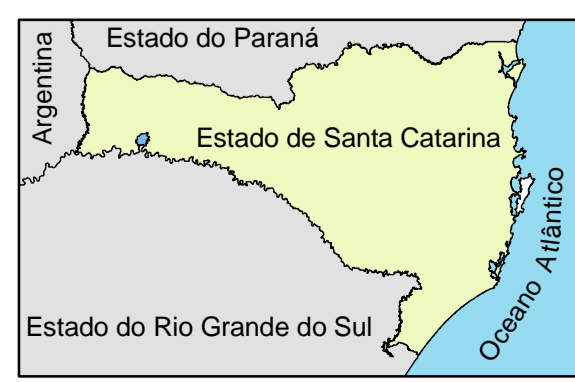 Estado do Paraná
Argentina
Estado de Santa Catarina
Oceano Atlântico
Estado do Rio Grande do Sul